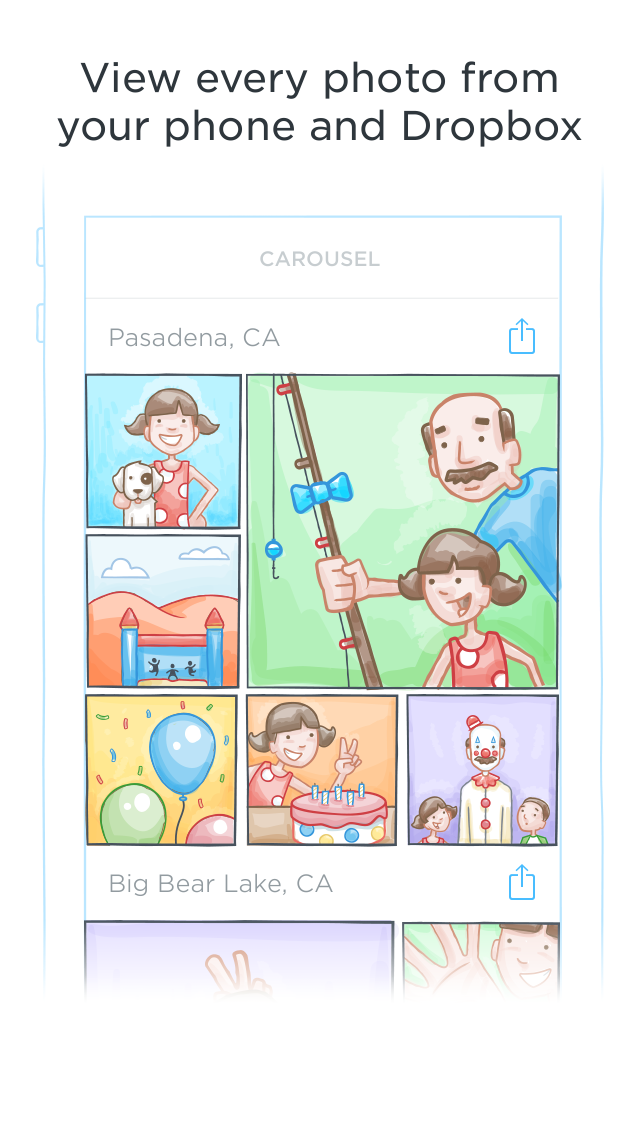 View every photo from
your phone and Dropbox
CAROUSEL
Pasadena, CA
Big Bear Lake, CA